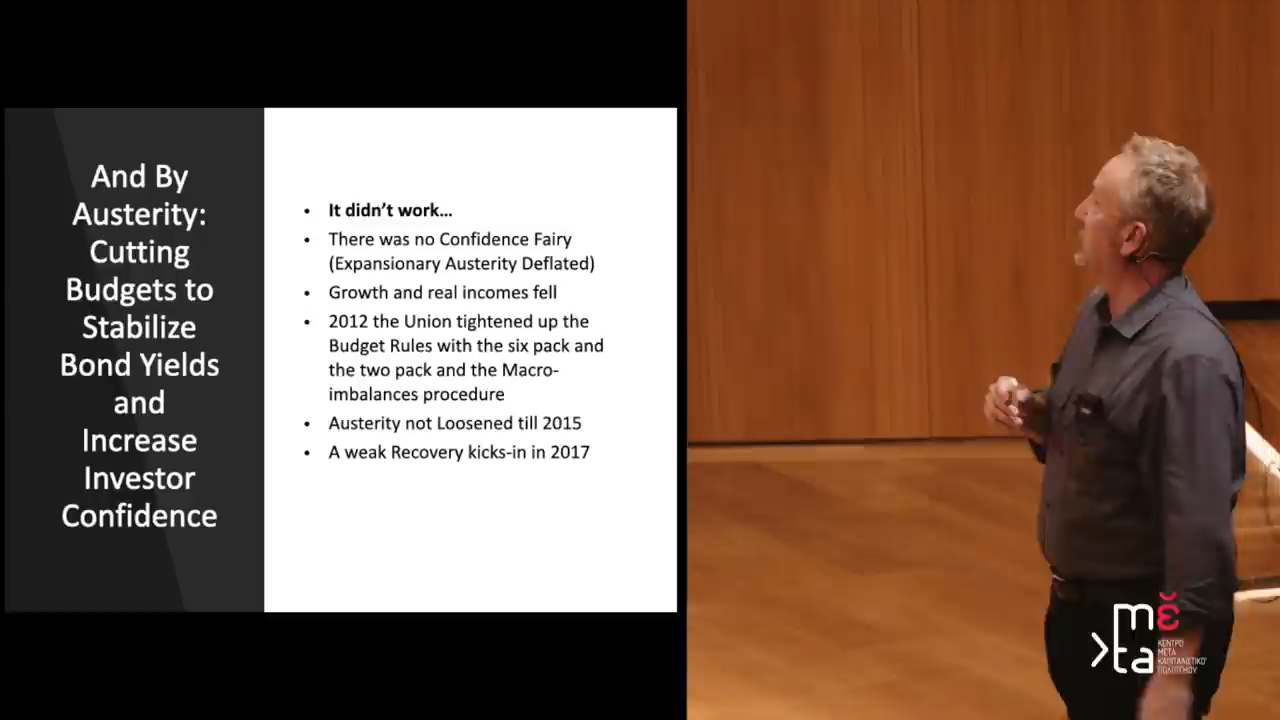 And By
Austerity:
Cutting
Budgets to
Stabilize
Bond Yields
and
Increase
Investor
Confidence
• It didn't work…
• There was no Confidence Fairy
(Expansionary Austerity Deflated)
• Growth and real incomes fell
• 2012 the Union tightened up the
Budget Rules with the six pack and
the two pack and the Macro-
imbalances procedure
• Austerity not Loosened till 2015
• A weak Recovery kicks-in in 2017
mε
ta
ΚΕΝΤΡΟ
ΜΕΤΑ
ΚΑΠΙΤΑΛΙΣΤΙΚΟΥ
ΠΟΛΙΤΙΣΜΟΥ